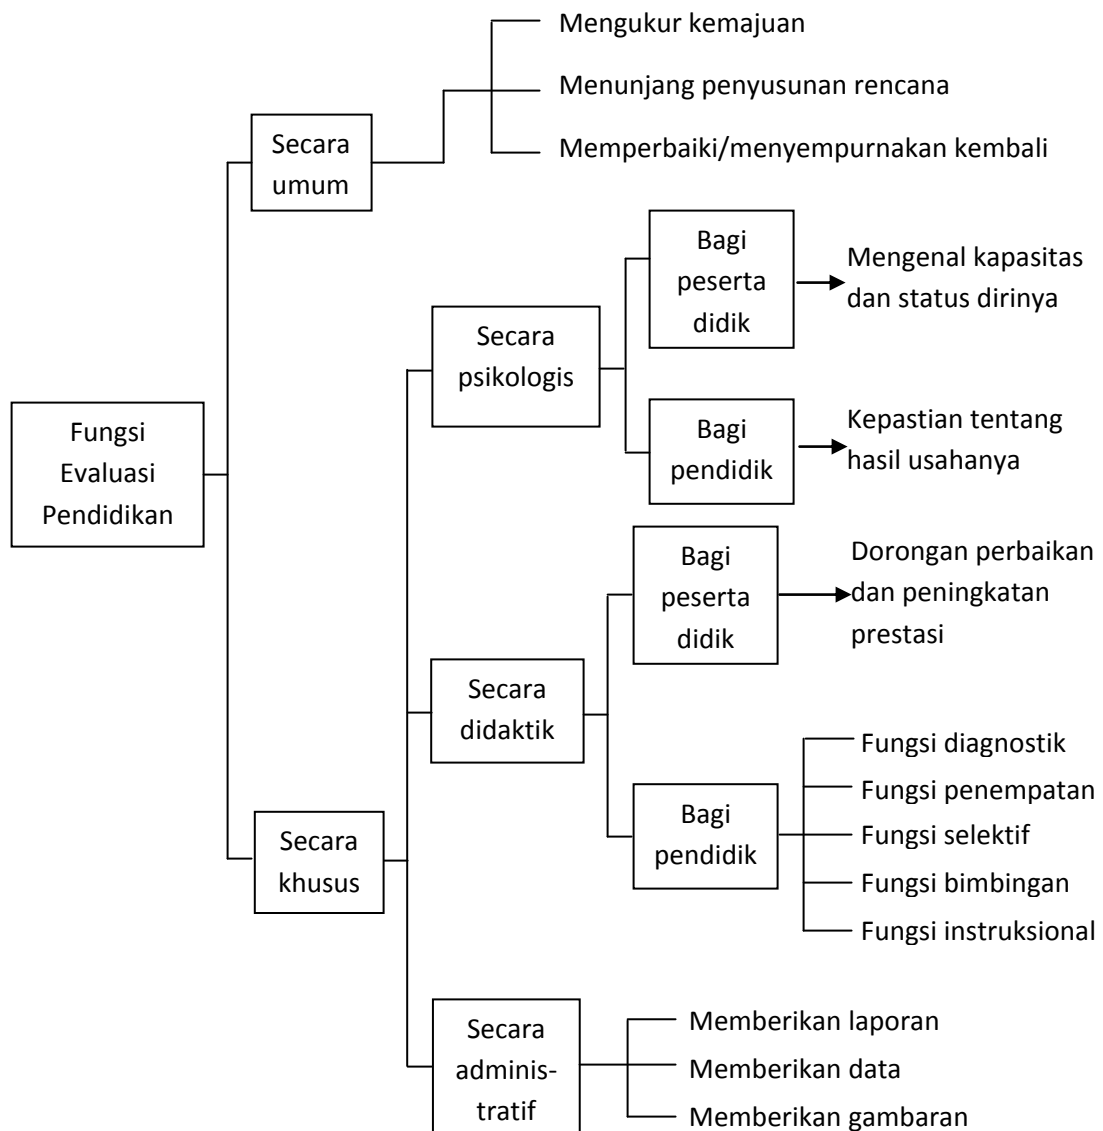 Mengukur kemajuan
Menunjang penyusunan rencana
Memperbaiki/menyempurnakan kembali
Secara
umum
Bagi
peserta
didik
Mengenal kapasitas
dan status dirinya
Secara
psikologis
Bagi
pendidik
Kepastian tentang
hasil usahanya
Fungsi
Evaluasi
Pendidikan
Bagi
peserta
didik
Dorongan perbaikan
dan peningkatan
prestasi
Secara
didaktik
Bagi
pendidik
Fungsi diagnostik
Fungsi penempatan
Fungsi selektif
Fungsi bimbingan
Fungsi instruksional
Secara
khusus
Secara
adminis-
tratif
Memberikan laporan
Memberikan data
Memberikan gambaran